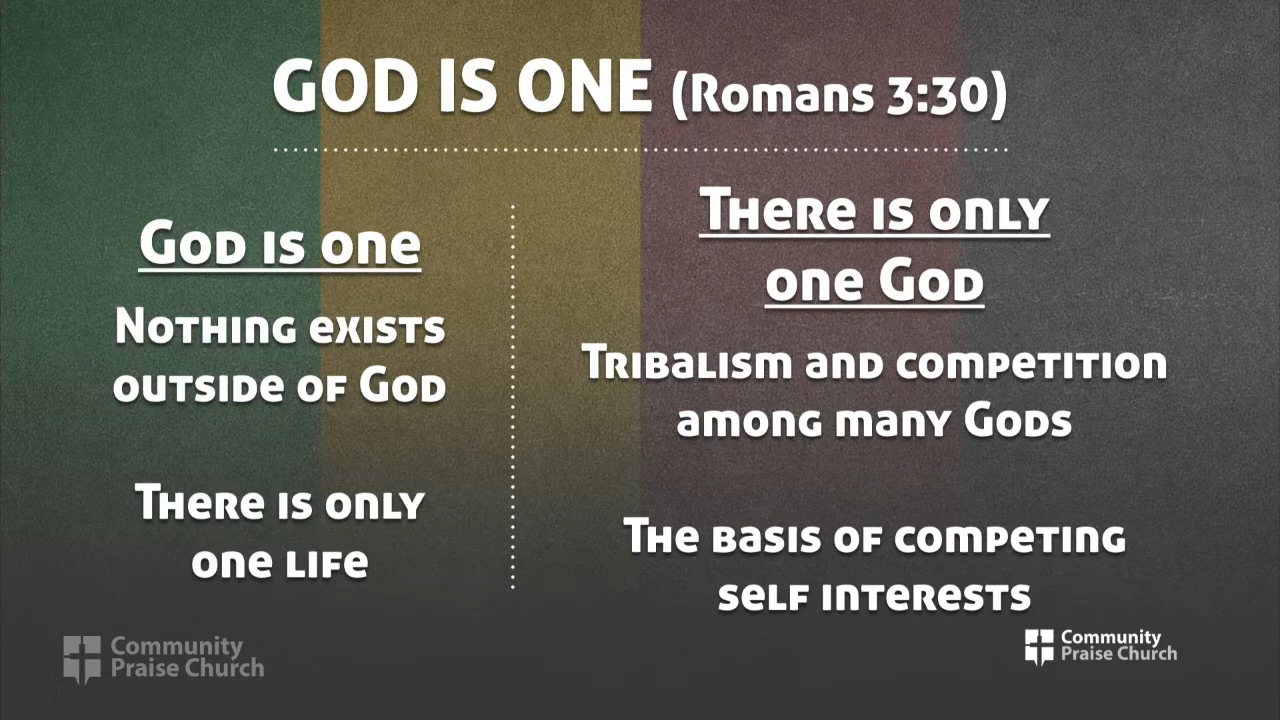 GOD IS ONE (Romans 3:30)
God is one
Nothing exists
outside of God
There is only
one life
There is only
one God
Tribalism and competition
among many Gods
The basis of competing
self interests
Community
Praise Church
Community
Praise Church